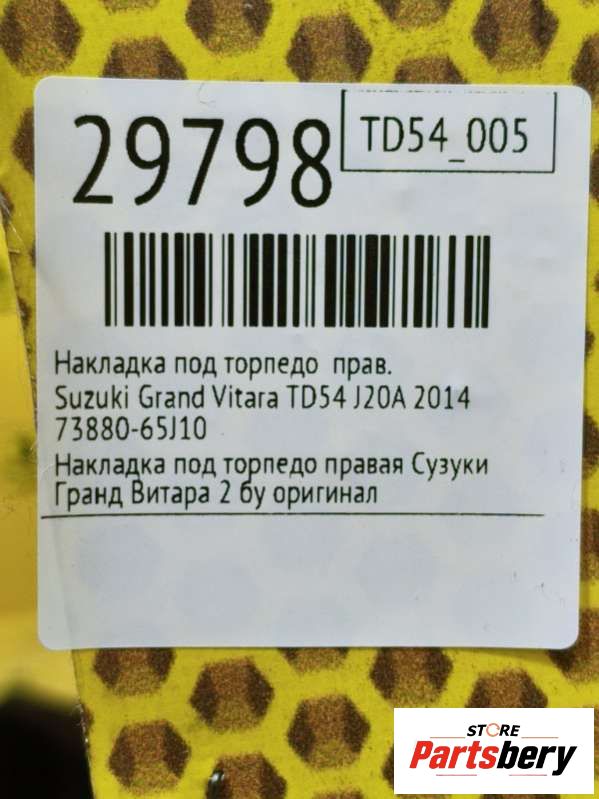 29798
TD54_005
Накладка под торпедо прав.
Suzuki Grand Vitara TD54 J20A 2014
73880-65J10
Накладка под торпедо правая Сузуки
Гранд Витара 2 бу оригинал
STORE
Partsbery